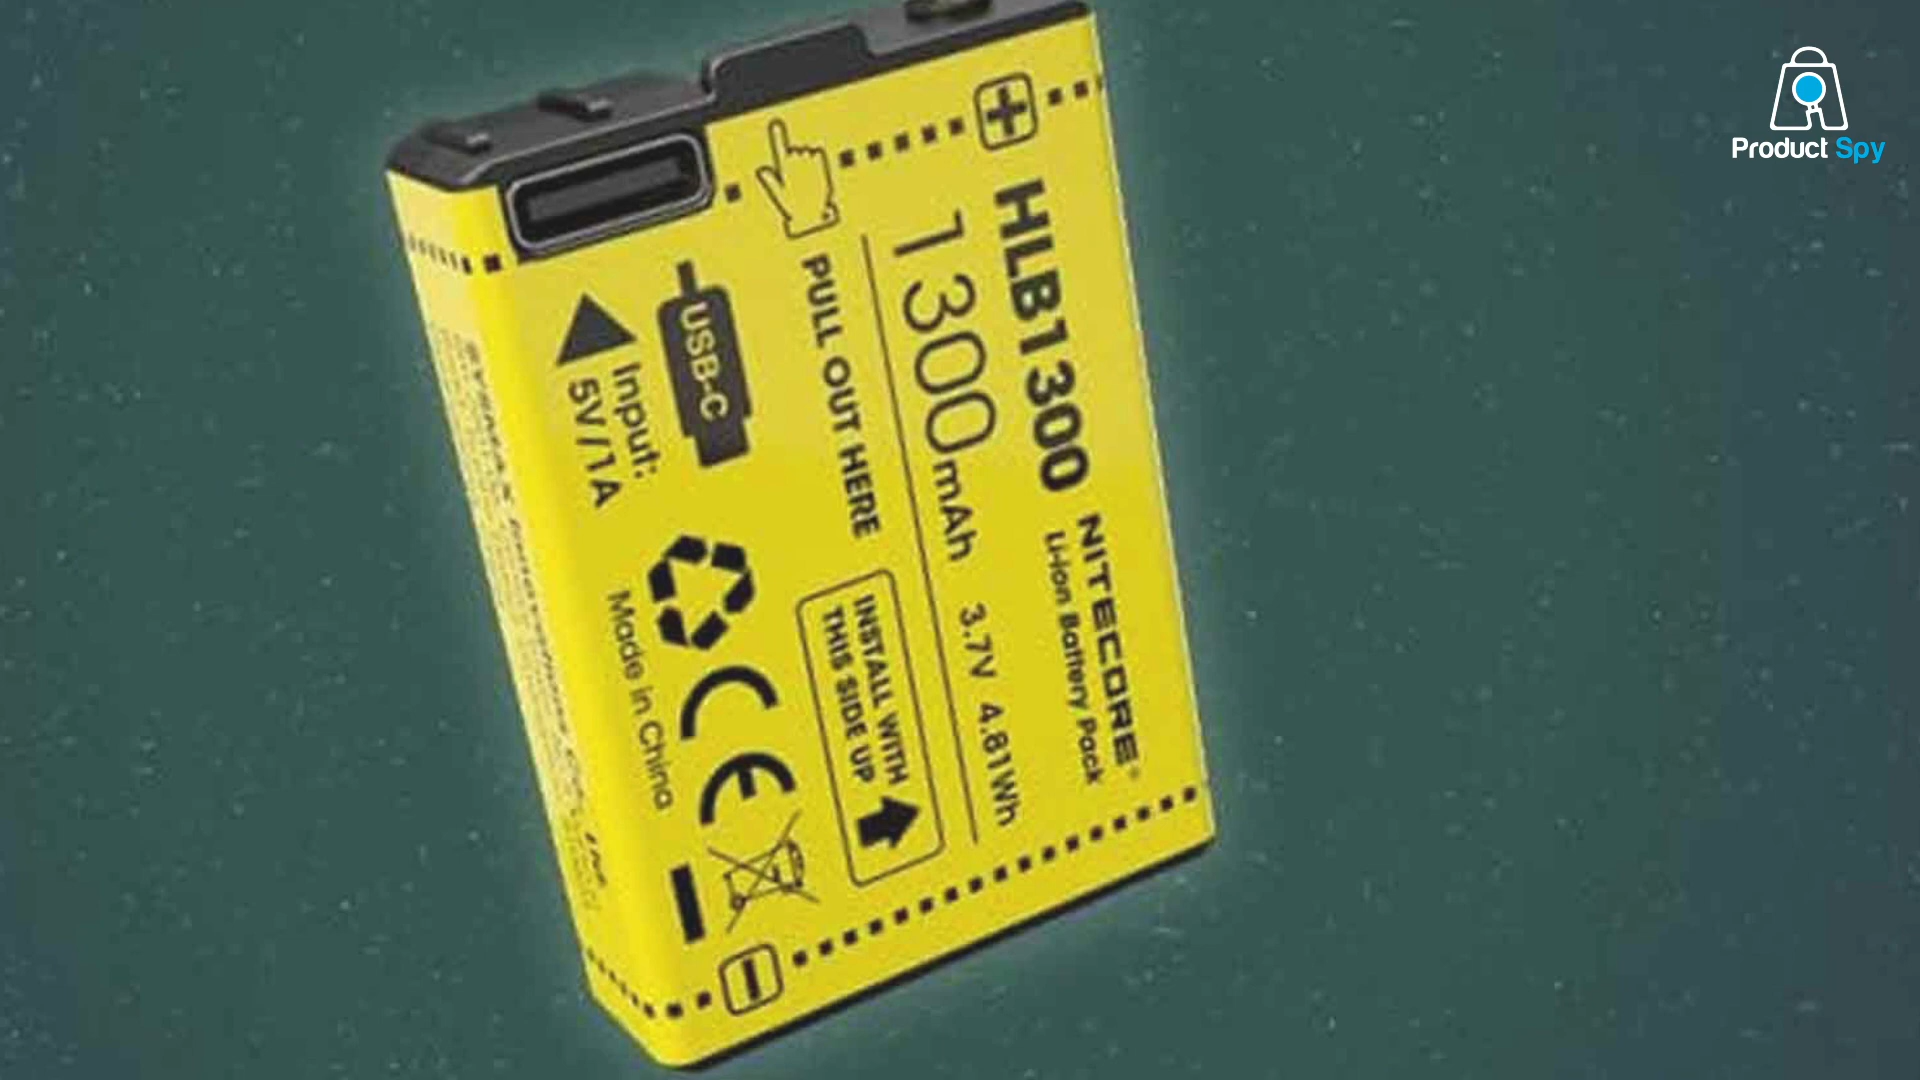 Product Spy
HLB1300 NITECORE®
Li-ion Battery Pack
1300mAh 3.7V 4.81Wh
PULL OUT HERE
INSTALL WITH
THIS SIDE UP
USB-C
Input:
5V/1A
Made in China
SYSMAX